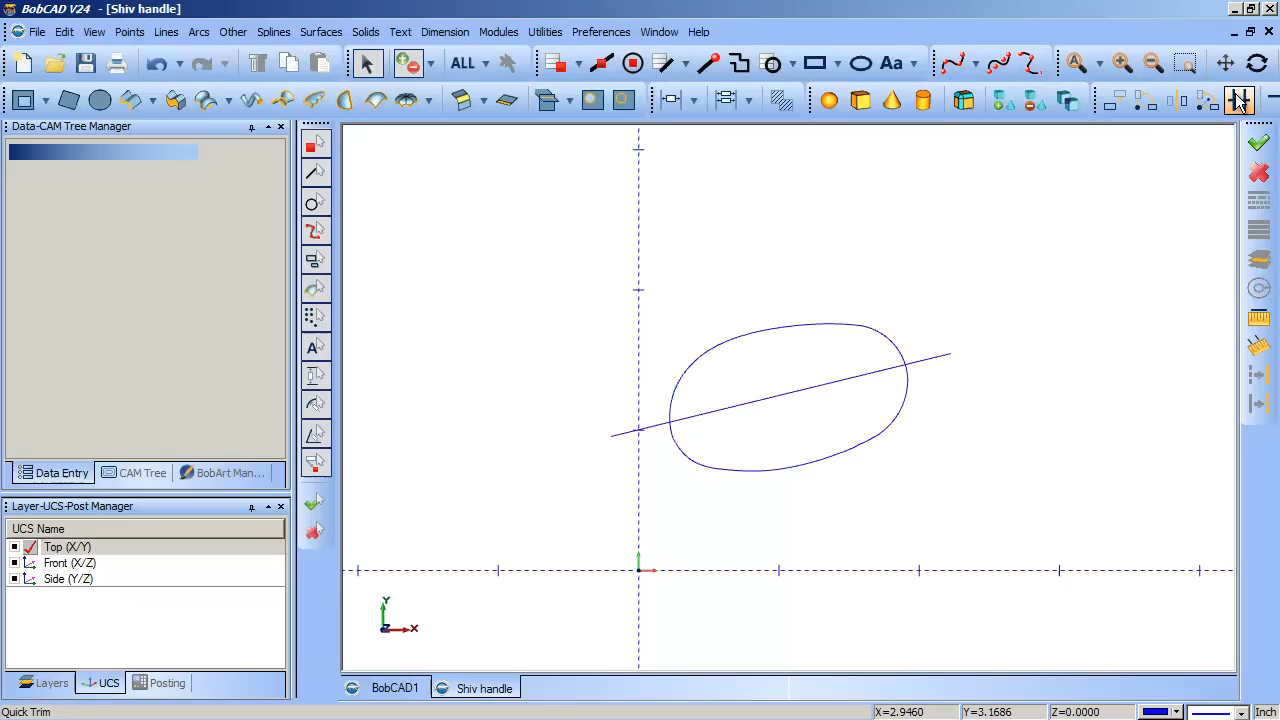 BobCAD V24 - [Shiv handle]
File Edit View Points Lines Arcs Other Splines Surfaces Solids Text Dimension Modules Utilities Preferences Window Help
ALL
Aa
Data-CAM Tree Manager
Data Entry CAM Tree BobArt Man...
Layer-UCS-Post Manager
UCS Name
Top (X/Y)
Front (X/Z)
Side (Y/Z)
Layers UCS Posting
A
Y
Z X
BobCAD1 Shiv handle
Quick Trim X=2.9460 Y=3.1686 Z=0.0000 Inch